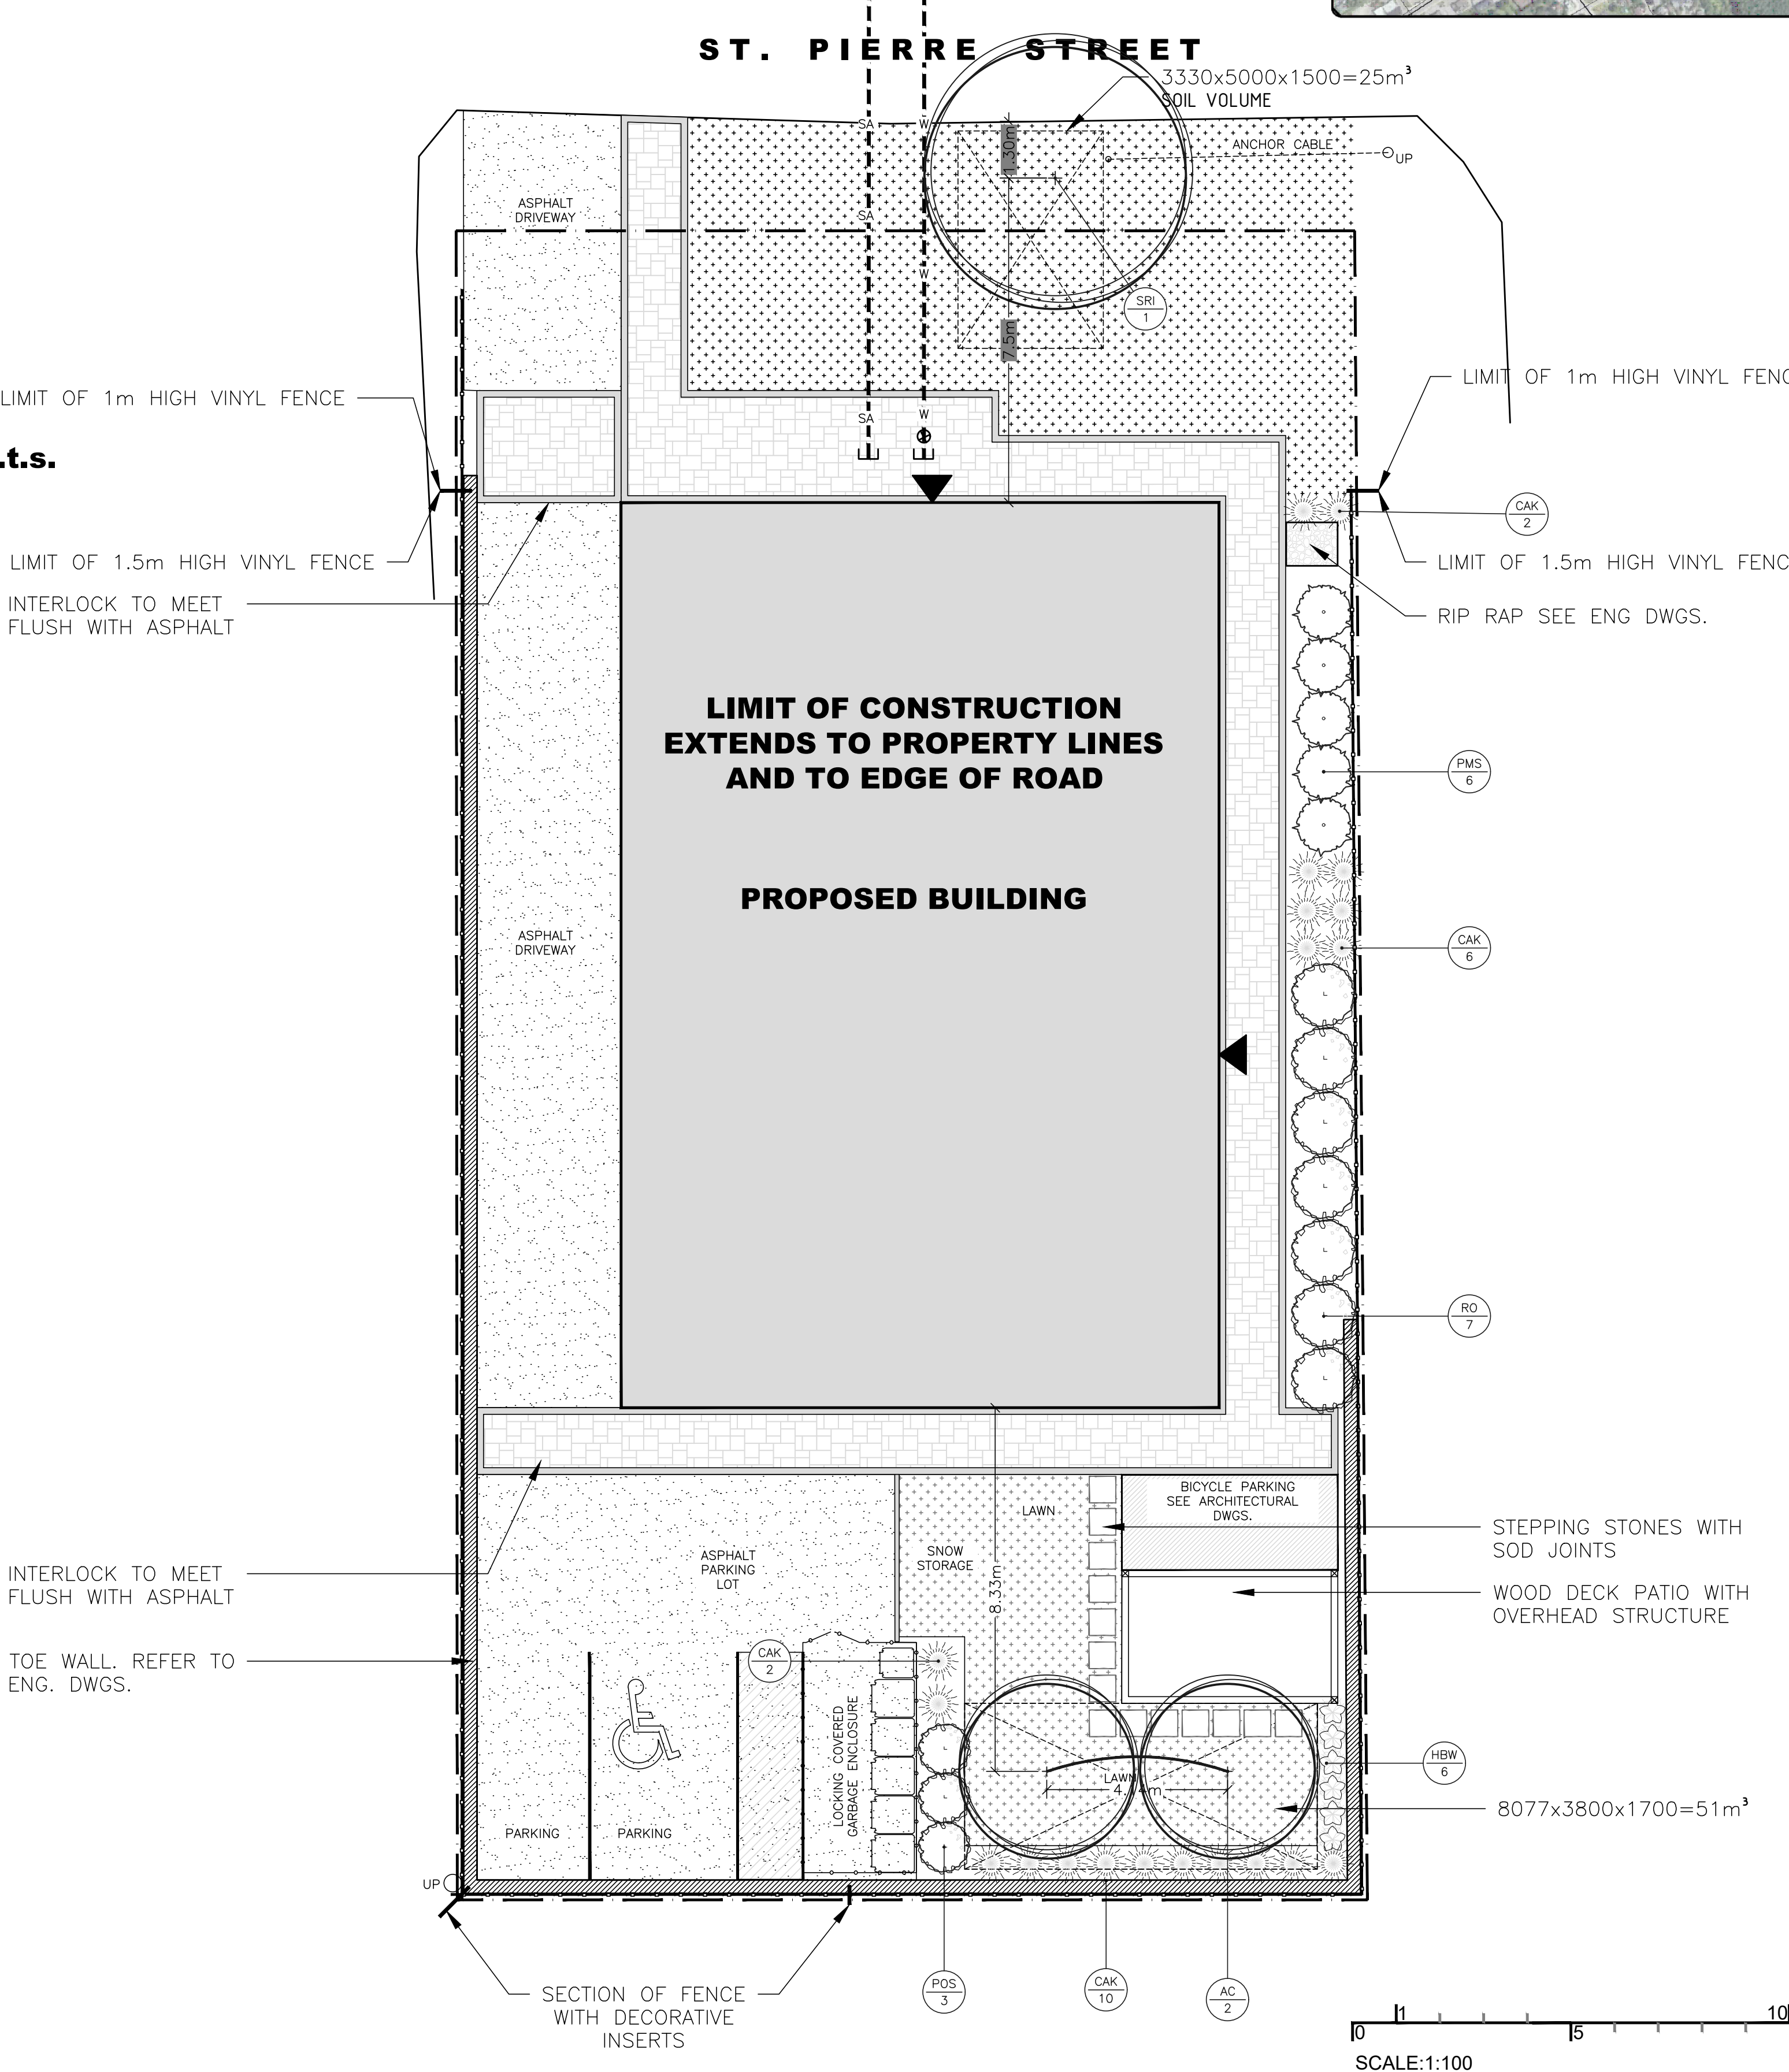 ST. PIERRE STREET
3330x5000x1500=25m³
SOIL VOLUME
SA
W
1.30m
ANCHOR CABLE
UP
ASPHALT
DRIVEWAY
SA
W
SRI
1
7.5m
LIMIT OF 1m HIGH VINYL FENCE
LIMIT OF 1m HIGH VINYL FENC
SA
W
.t.s.
CAK
2
LIMIT OF 1.5m HIGH VINYL FENCE
LIMIT OF 1.5m HIGH VINYL FENC
INTERLOCK TO MEET
FLUSH WITH ASPHALT
RIP RAP SEE ENG DWGS.
LIMIT OF CONSTRUCTION
EXTENDS TO PROPERTY LINES
AND TO EDGE OF ROAD
PMS
6
PROPOSED BUILDING
ASPHALT
DRIVEWAY
CAK
6
RO
7
BICYCLE PARKING
SEE ARCHITECTURAL
DWGS.
LAWN
STEPPING STONES WITH
SOD JOINTS
SNOW
STORAGE
ASPHALT
PARKING
LOT
INTERLOCK TO MEET
FLUSH WITH ASPHALT
8.33m
WOOD DECK PATIO WITH
OVERHEAD STRUCTURE
TOE WALL. REFER TO
ENG. DWGS.
CAK
2
LOCKING COVERED
GARBAGE ENCLOSURE
HBW
6
LAWN
8077x3800x1700=51m³
PARKING
PARKING
UP
POS
3
CAK
10
AC
2
SECTION OF FENCE
WITH DECORATIVE
INSERTS
0 1 5 10
SCALE:1:100